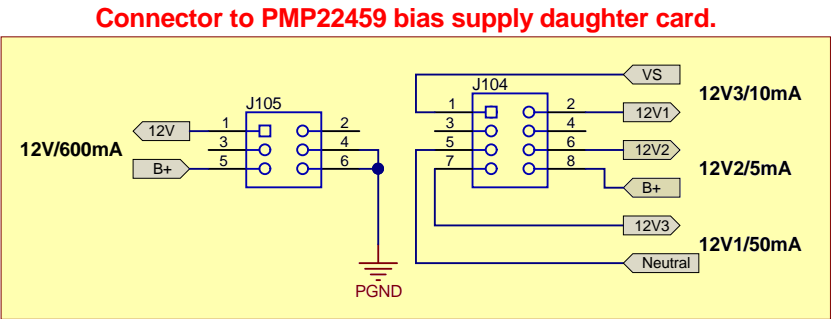 Connector to PMP22459 bias supply daughter card.
VS
J104
12V3/10mA
J105
1 2 12V1
12V 1 2 3 4
12V/600mA 3 4 5 6 12V2
B+ 5 6 7 8 12V2/5mA
B+
12V3
12V1/50mA
Neutral
PGND